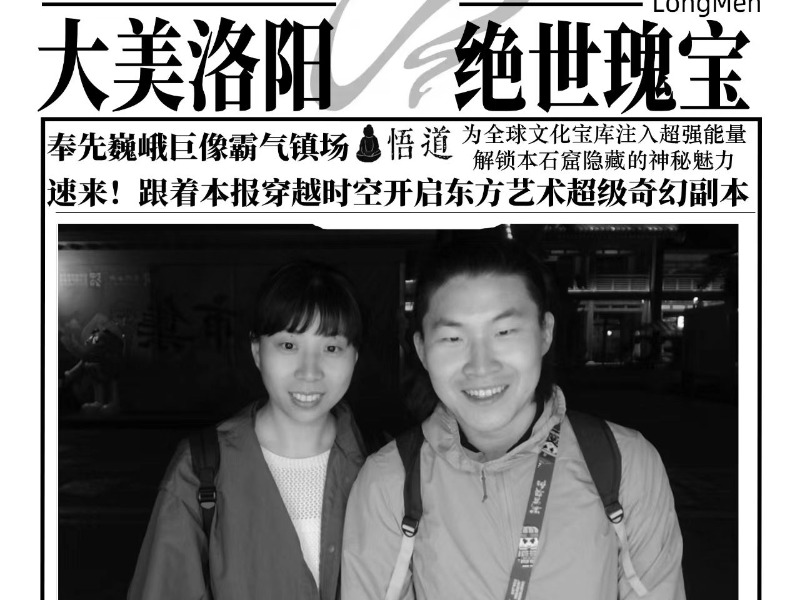 LongMen
大美洛阳 绝世瑰宝
奉先巍峨巨像霸气镇场 悟道
为全球文化宝库注入超强能量
解锁本石窟隐藏的神秘魅力
速来！跟着本报穿越时空开启东方艺术超级奇幻副本
市集